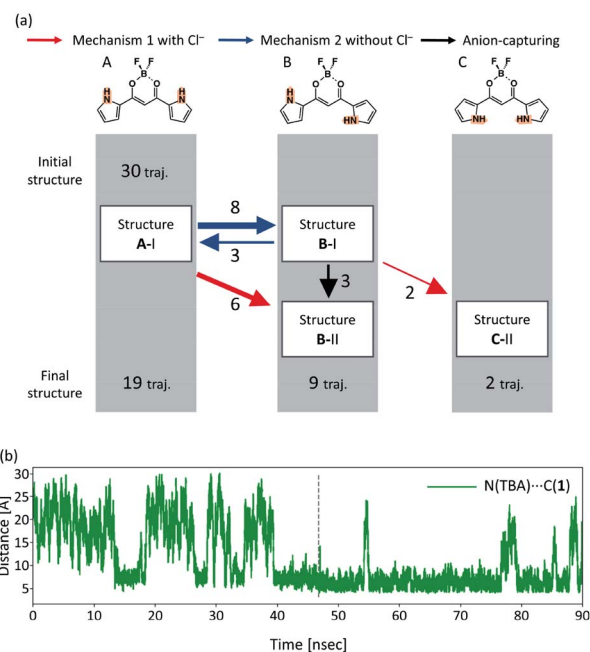 (a)
Mechanism 1 with Cl⁻ Mechanism 2 without Cl⁻ Anion-capturing
A B C
F F F F F F
B B B
H O O H H O O O O
N N N
HN NH HN
Initial
structure
30 traj.
Structure
A-I
8
3
Structure
B-I
6
3
2
Structure
B-II
Structure
C-II
Final
structure
19 traj. 9 traj. 2 traj.
(b)
Distance [A]
30
25
20
15
10
5
N(TBA)···C(1)
0 10 20 30 40 50 60 70 80 90
Time [nsec]